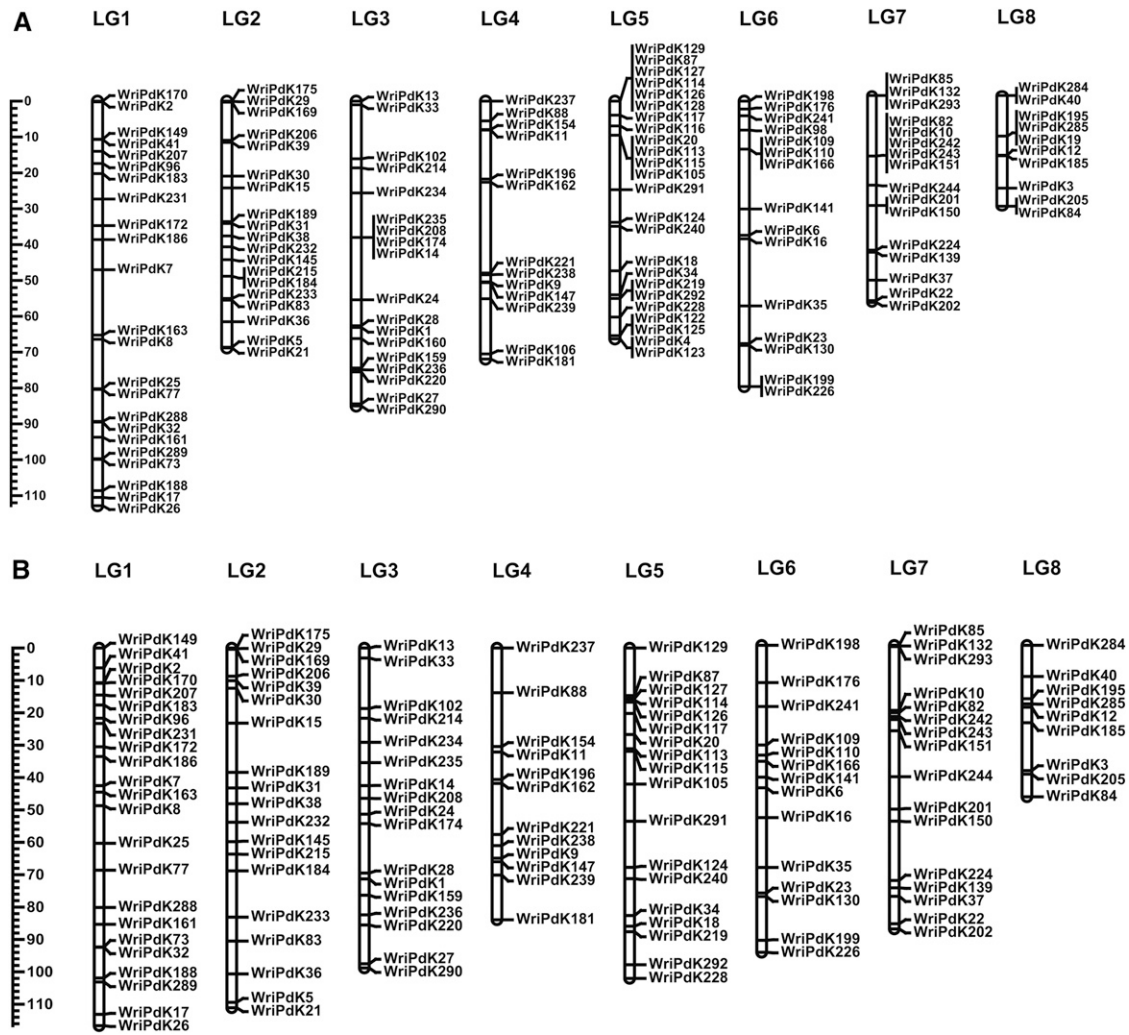 A
LG1
LG2
LG3
LG4
LG5
LG6
LG7
LG8
0
10
20
30
40
50
60
70
80
90
100
110
WriPdK170
WriPdK2
WriPdK149
WriPdK41
WriPdK207
WriPdK96
WriPdK183
WriPdK231
WriPdK172
WriPdK186
WriPdK7
WriPdK163
WriPdK8
WriPdK25
WriPdK77
WriPdK288
WriPdK32
WriPdK161
WriPdK289
WriPdK73
WriPdK188
WriPdK17
WriPdK26
WriPdK175
WriPdK29
WriPdK169
WriPdK206
WriPdK39
WriPdK30
WriPdK15
WriPdK189
WriPdK31
WriPdK38
WriPdK232
WriPdK145
WriPdK215
WriPdK184
WriPdK233
WriPdK83
WriPdK36
WriPdK5
WriPdK21
WriPdK13
WriPdK33
WriPdK102
WriPdK214
WriPdK234
WriPdK235
WriPdK208
WriPdK174
WriPdK14
WriPdK24
WriPdK28
WriPdK1
WriPdK160
WriPdK159
WriPdK236
WriPdK220
WriPdK27
WriPdK290
WriPdK237
WriPdK88
WriPdK154
WriPdK11
WriPdK196
WriPdK162
WriPdK221
WriPdK238
WriPdK9
WriPdK147
WriPdK239
WriPdK106
WriPdK181
WriPdK129
WriPdK87
WriPdK127
WriPdK114
WriPdK126
WriPdK128
WriPdK117
WriPdK116
WriPdK20
WriPdK113
WriPdK115
WriPdK105
WriPdK291
WriPdK124
WriPdK240
WriPdK18
WriPdK34
WriPdK219
WriPdK292
WriPdK228
WriPdK122
WriPdK125
WriPdK4
WriPdK123
WriPdK198
WriPdK176
WriPdK241
WriPdK98
WriPdK109
WriPdK110
WriPdK166
WriPdK141
WriPdK6
WriPdK16
WriPdK35
WriPdK23
WriPdK130
WriPdK199
WriPdK226
WriPdK85
WriPdK132
WriPdK293
WriPdK82
WriPdK10
WriPdK242
WriPdK243
WriPdK151
WriPdK244
WriPdK201
WriPdK150
WriPdK224
WriPdK139
WriPdK37
WriPdK22
WriPdK202
WriPdK284
WriPdK40
WriPdK195
WriPdK285
WriPdK19
WriPdK12
WriPdK185
WriPdK3
WriPdK205
WriPdK84
B
LG1
LG2
LG3
LG4
LG5
LG6
LG7
LG8
0
10
20
30
40
50
60
70
80
90
100
110
WriPdK149
WriPdK41
WriPdK2
WriPdK170
WriPdK207
WriPdK183
WriPdK96
WriPdK231
WriPdK172
WriPdK186
WriPdK7
WriPdK163
WriPdK8
WriPdK25
WriPdK77
WriPdK288
WriPdK161
WriPdK73
WriPdK32
WriPdK188
WriPdK289
WriPdK17
WriPdK26
WriPdK175
WriPdK29
WriPdK169
WriPdK206
WriPdK39
WriPdK30
WriPdK15
WriPdK189
WriPdK31
WriPdK38
WriPdK232
WriPdK145
WriPdK215
WriPdK184
WriPdK233
WriPdK83
WriPdK36
WriPdK5
WriPdK21
WriPdK13
WriPdK33
WriPdK102
WriPdK214
WriPdK234
WriPdK235
WriPdK14
WriPdK208
WriPdK24
WriPdK174
WriPdK28
WriPdK1
WriPdK159
WriPdK236
WriPdK220
WriPdK27
WriPdK290
WriPdK237
WriPdK88
WriPdK154
WriPdK11
WriPdK196
WriPdK162
WriPdK221
WriPdK238
WriPdK9
WriPdK147
WriPdK239
WriPdK181
WriPdK129
WriPdK87
WriPdK127
WriPdK114
WriPdK126
WriPdK117
WriPdK20
WriPdK113
WriPdK115
WriPdK105
WriPdK291
WriPdK124
WriPdK240
WriPdK34
WriPdK18
WriPdK219
WriPdK292
WriPdK228
WriPdK198
WriPdK176
WriPdK241
WriPdK109
WriPdK110
WriPdK166
WriPdK141
WriPdK6
WriPdK16
WriPdK35
WriPdK23
WriPdK130
WriPdK199
WriPdK226
WriPdK85
WriPdK132
WriPdK293
WriPdK10
WriPdK82
WriPdK242
WriPdK243
WriPdK151
WriPdK244
WriPdK201
WriPdK150
WriPdK224
WriPdK139
WriPdK37
WriPdK22
WriPdK202
WriPdK284
WriPdK40
WriPdK195
WriPdK285
WriPdK12
WriPdK185
WriPdK3
WriPdK205
WriPdK84